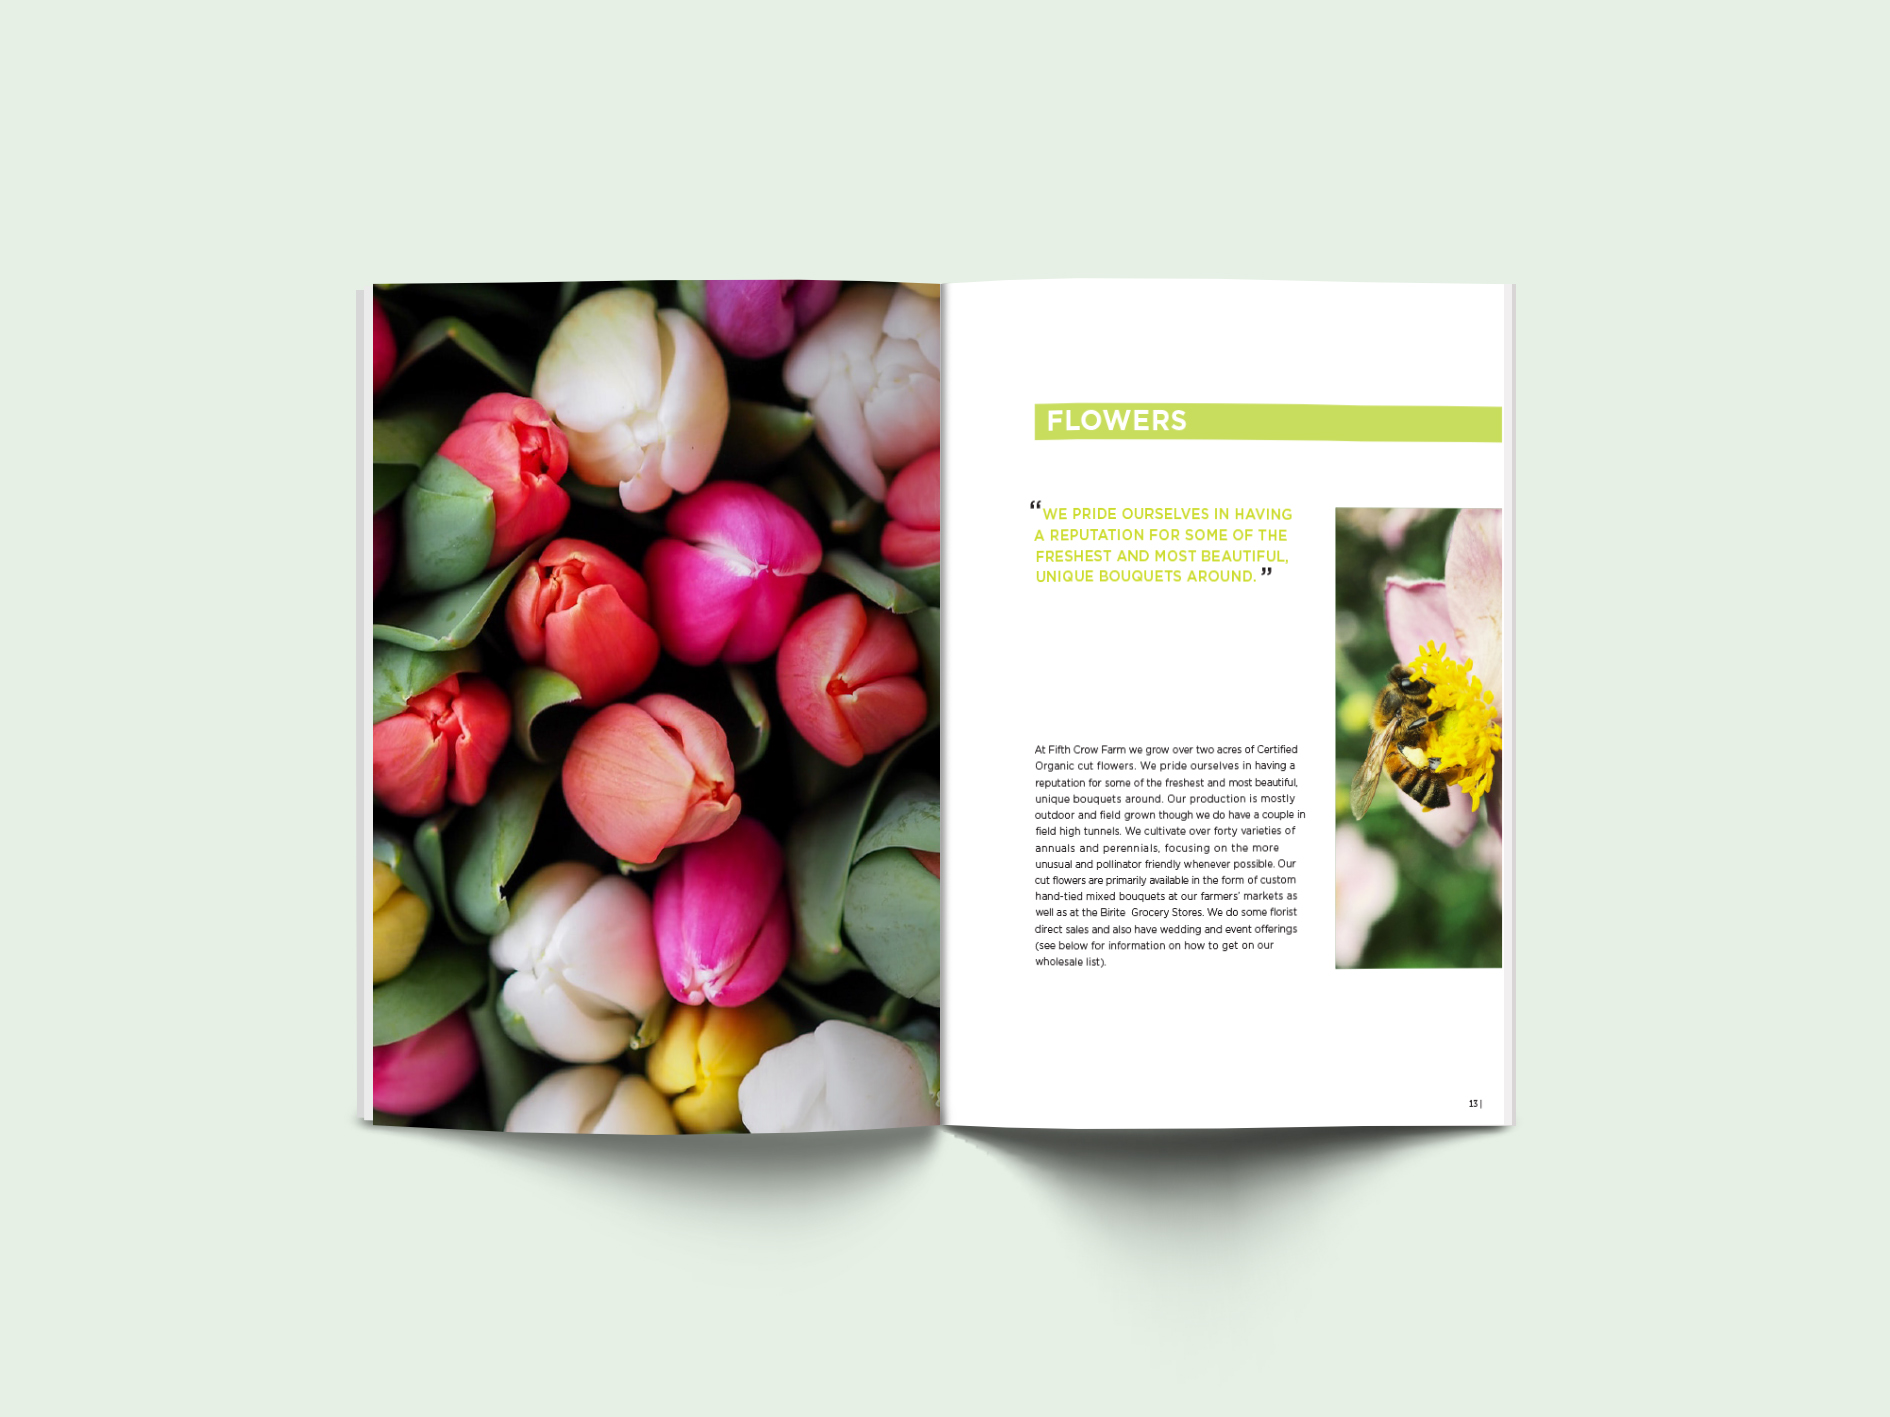 FLOWERS
“WE PRIDE OURSELVES IN HAVING
A REPUTATION FOR SOME OF THE
FRESHEST AND MOST BEAUTIFUL,
UNIQUE BOUQUETS AROUND.”
At Fifth Crow Farm we grow over two acres of Certified
Organic cut flowers. We pride ourselves in having a
reputation for some of the freshest and most beautiful,
unique bouquets around. Our production is mostly
outdoor and field grown though we do have a couple in
field high tunnels. We cultivate over forty varieties of
annuals and perennials, focusing on the more
unusual and pollinator friendly whenever possible. Our
cut flowers are primarily available in the form of custom
hand-tied mixed bouquets at our farmers’ markets as
well as at the Birite  Grocery Stores. We do some florist
direct sales and also have wedding and event offerings
(see below for information on how to get on our
wholesale list).
13 |